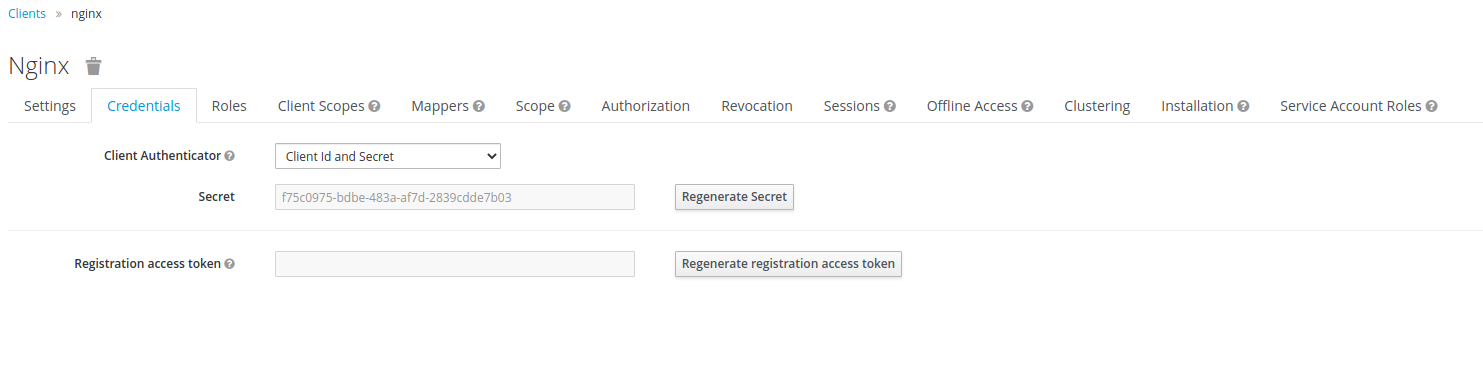 Clients » nginx
Nginx
Settings Credentials Roles Client Scopes Mappers Scope Authorization Revocation Sessions Offline Access Clustering Installation Service Account Roles
Client Authenticator Client Id and Secret
Secret f75c0975-bdbe-483a-af7d-2839cdde7b03 Regenerate Secret
Registration access token Regenerate registration access token